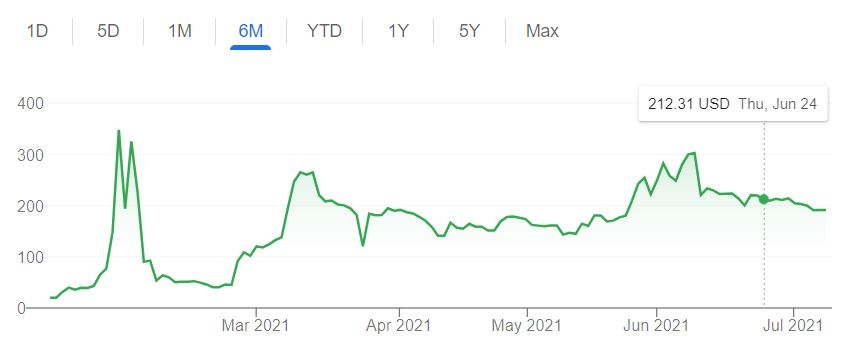 1D 5D 1M 6M YTD 1Y 5Y Max
212.31 USD Thu, Jun 24
400
300
200
100
0
Mar 2021 Apr 2021 May 2021 Jun 2021 Jul 2021